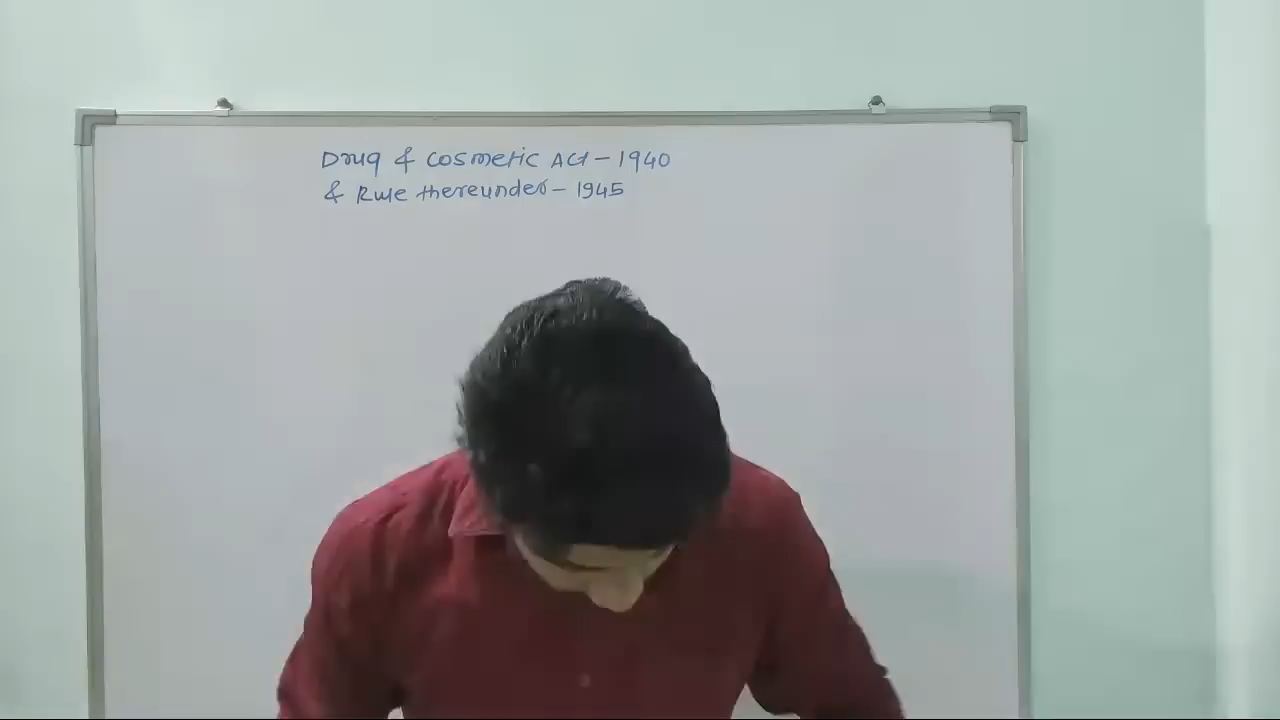 Drug & Cosmetic Act – 1940
& Rule thereunder – 1945